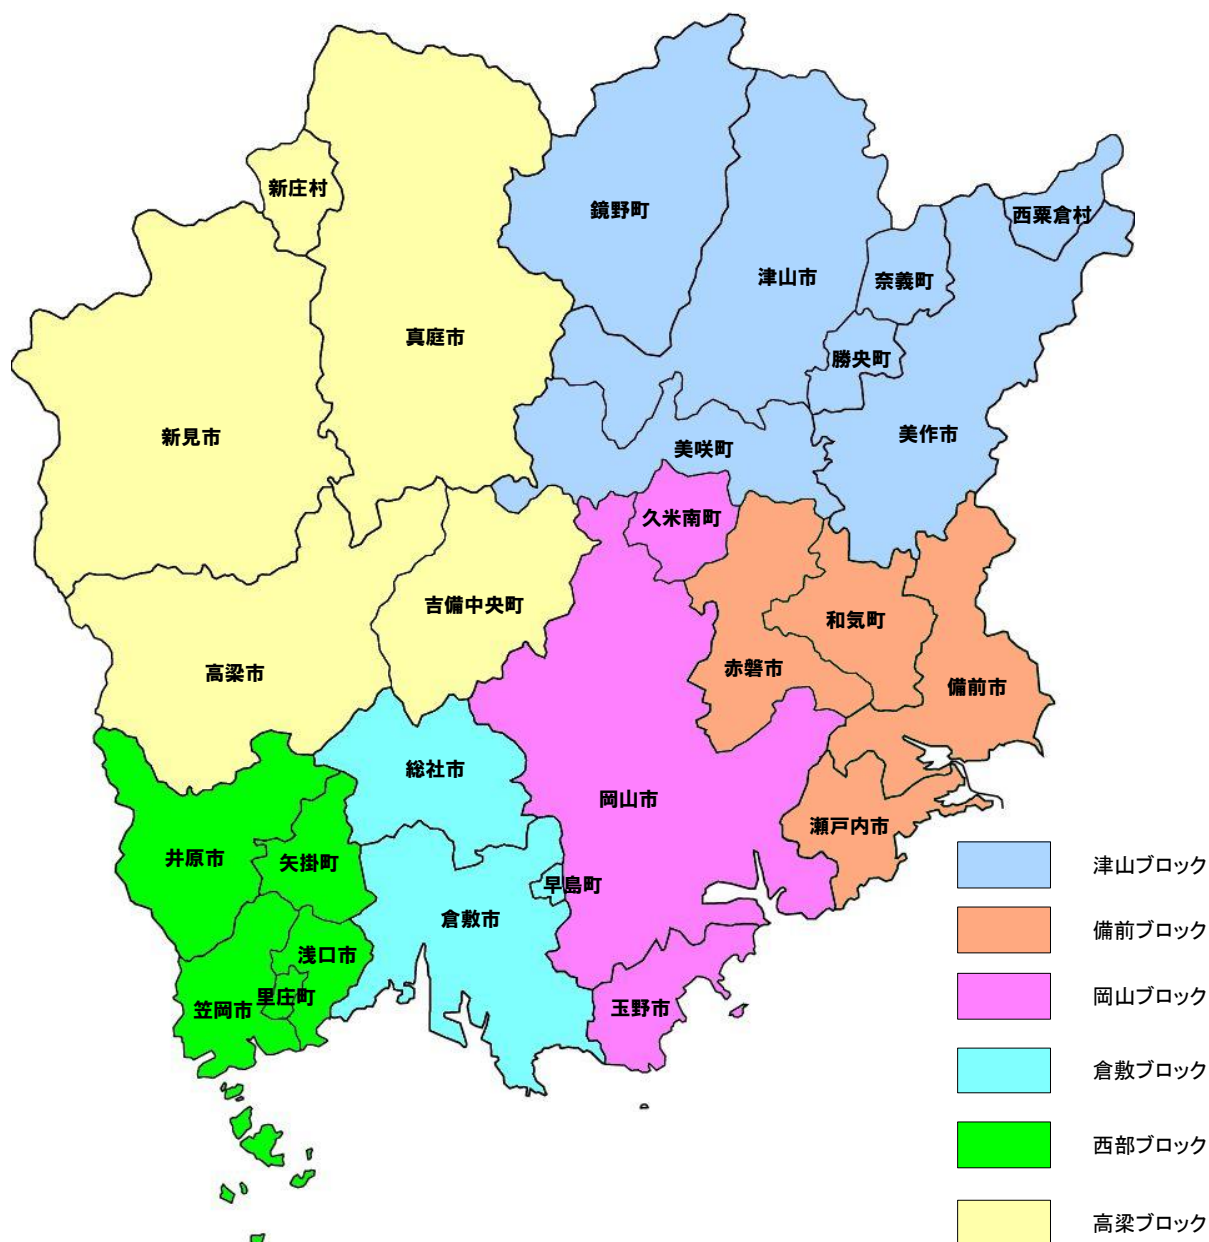 新庄村
鏡野町
西粟倉村
津山市
奈義町
真庭市
勝央町
新見市
美咲町
美作市
久米南町
吉備中央町
和気町
高梁市
赤磐市
備前市
総社市
岡山市
瀬戸内市
井原市
矢掛町
早島町
倉敷市
浅口市
里庄町
笠岡市
玉野市
津山ブロック
備前ブロック
岡山ブロック
倉敷ブロック
西部ブロック
高梁ブロック